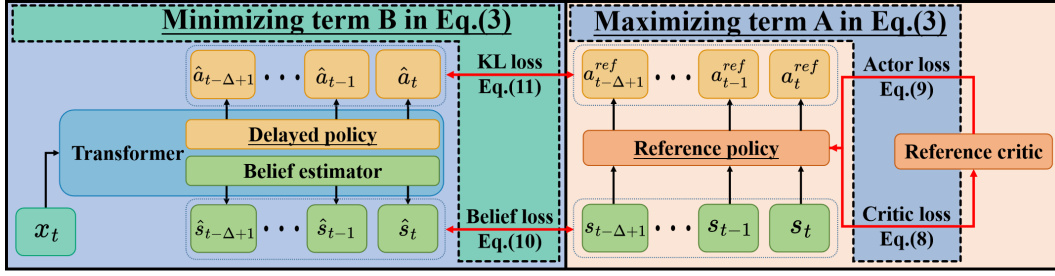 Minimizing term B in Eq.(3)
â_{t−Δ+1} ··· â_{t−1} â_t
KL loss
Eq.(11)
Transformer
Delayed policy
Belief estimator
x_t
ŝ_{t−Δ+1} ··· ŝ_{t−1} ŝ_t
Belief loss
Eq.(10)
Maximizing term A in Eq.(3)
a^{ref}_{t−Δ+1} ··· a^{ref}_{t−1} a^{ref}_t
Actor loss
Eq.(9)
Reference policy
Reference critic
s_{t−Δ+1} ··· s_{t−1} s_t
Critic loss
Eq.(8)